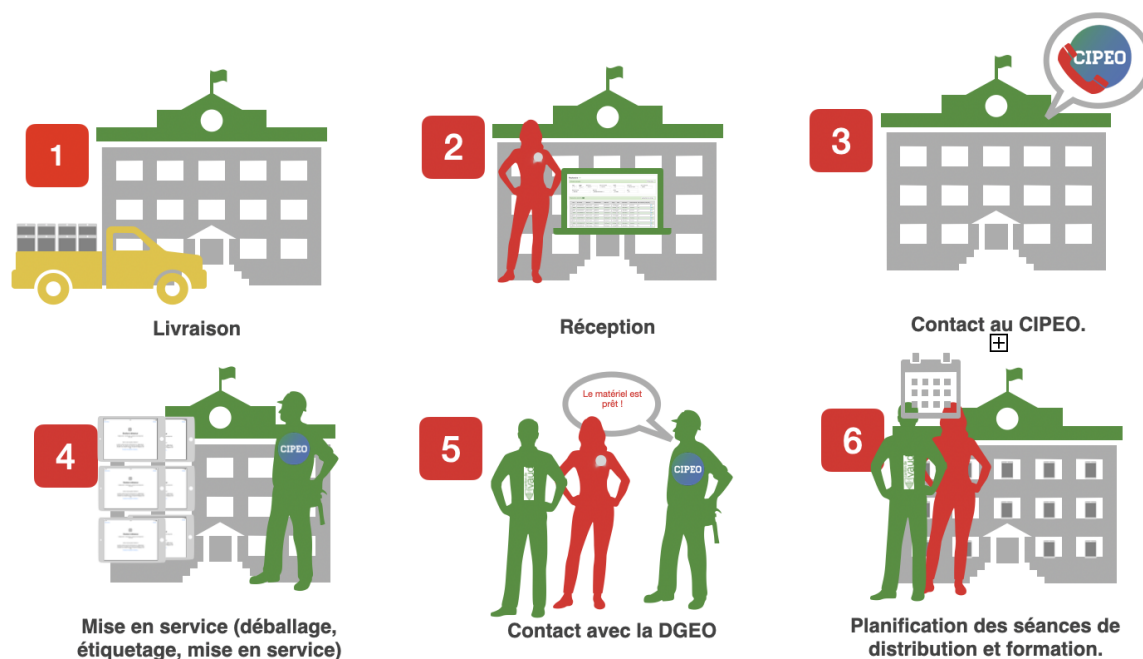 1
Livraison
2
Réception
CIPEO
3
Contact au CIPEO.
4
CIPEO
Mise en service (déballage,
étiquetage, mise en service)
5
Le matériel est
prêt !
CIPEO
Contact avec la DGEO
6
Planification des séances de
distribution et formation.